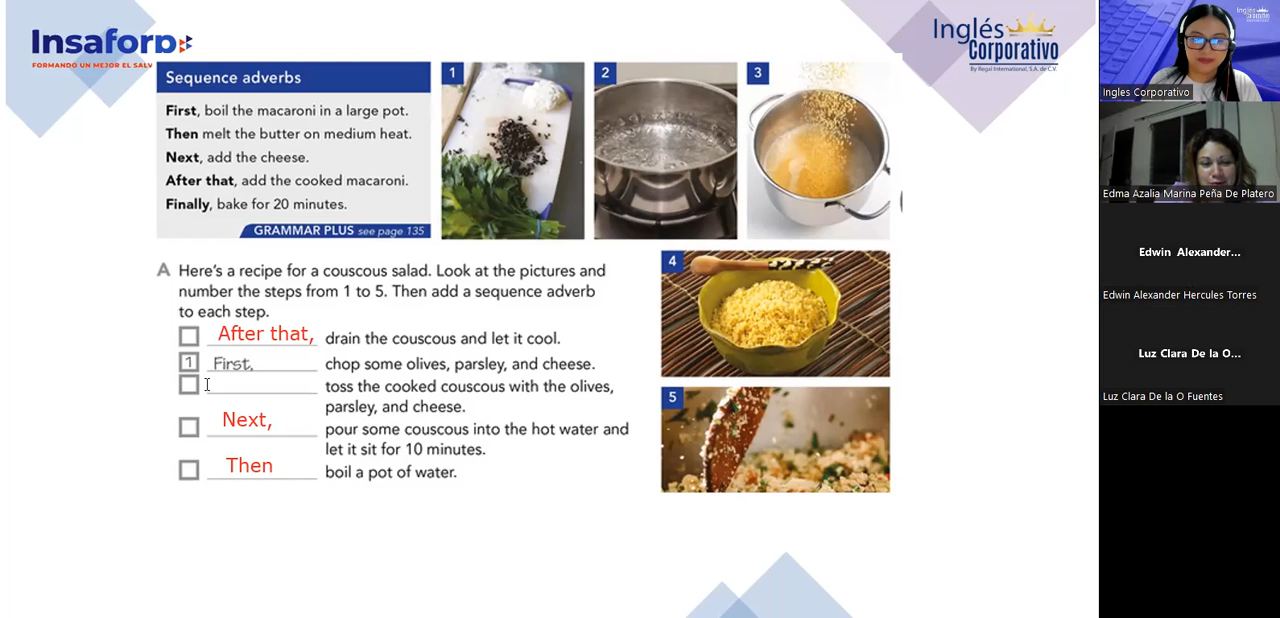 Insaforp
FORMANDO UN MEJOR EL SALV
Inglés
Corporativo
By Regal International, S.A. de C.V.
Sequence adverbs
First, boil the macaroni in a large pot.
Then melt the butter on medium heat.
Next, add the cheese.
After that, add the cooked macaroni.
Finally, bake for 20 minutes.
GRAMMAR PLUS see page 135
1
2
3
4
5
A Here's a recipe for a couscous salad. Look at the pictures and
number the steps from 1 to 5. Then add a sequence adverb
to each step.
After that, drain the couscous and let it cool.
1 First, chop some olives, parsley, and cheese.
toss the cooked couscous with the olives,
parsley, and cheese.
Next, pour some couscous into the hot water and
let it sit for 10 minutes.
Then boil a pot of water.
Ingles Corporativo
Edma Azalia Marina Peña De Platero
Edwin Alexander...
Edwin Alexander Hercules Torres
Luz Clara De la O...
Luz Clara De la O Fuentes